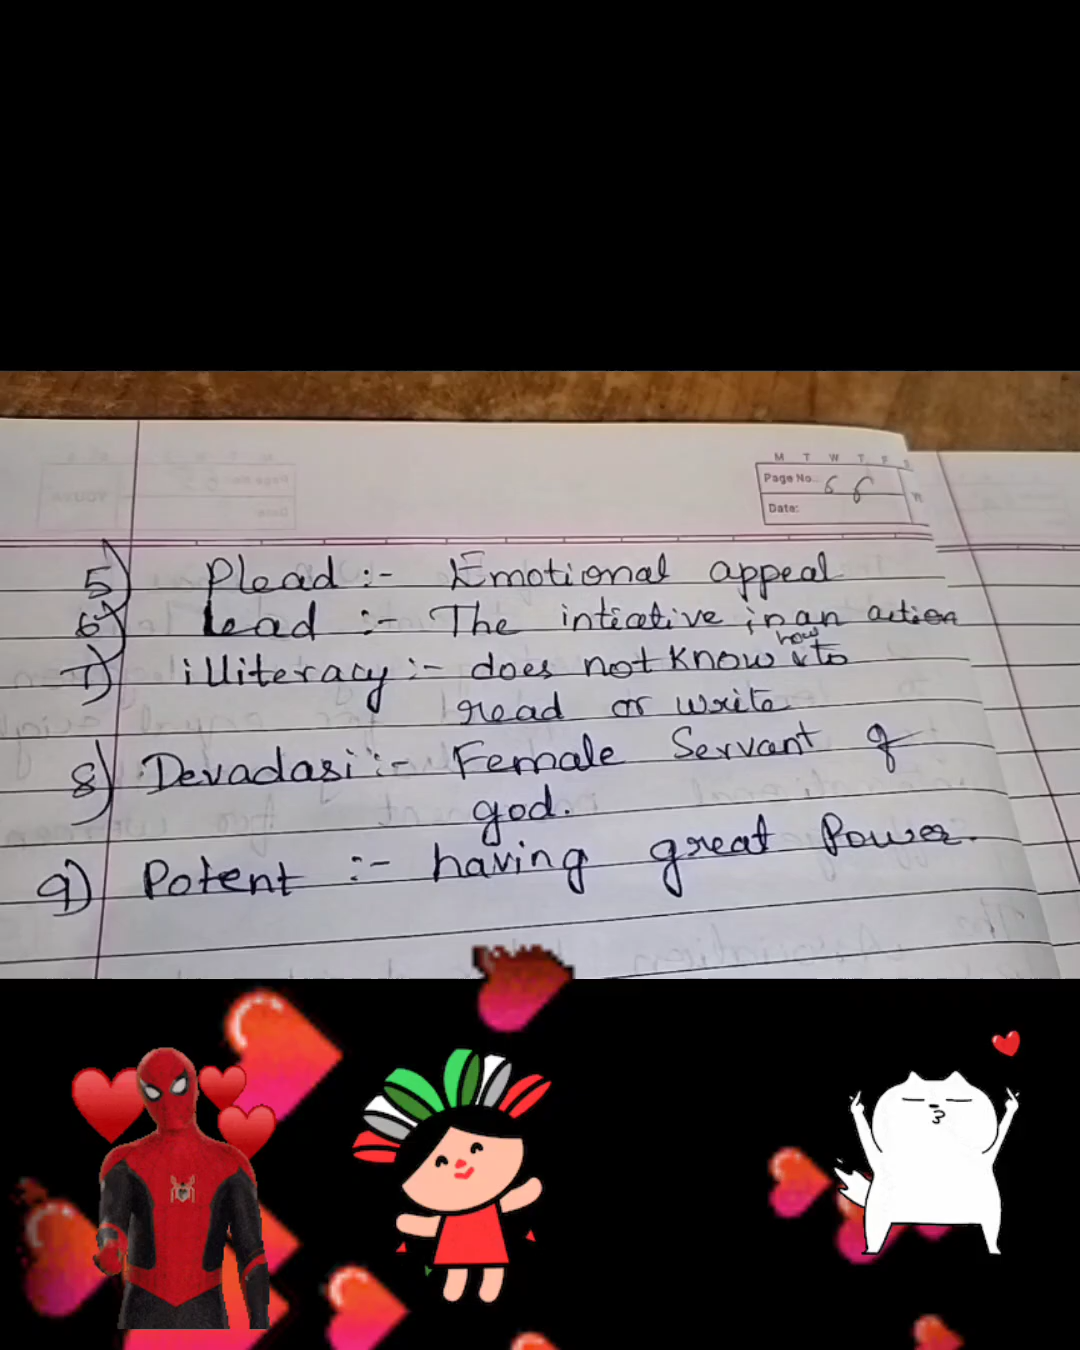 M T W T F S
Page No. 66
Date:
5) Plead :- Emotional appeal
6) Lead :- The intieative in an action
7) illiteracy :- does not know how to
read or write
8) Devadasi :- Female Servant of
god.
9) Potent :- having great Power.